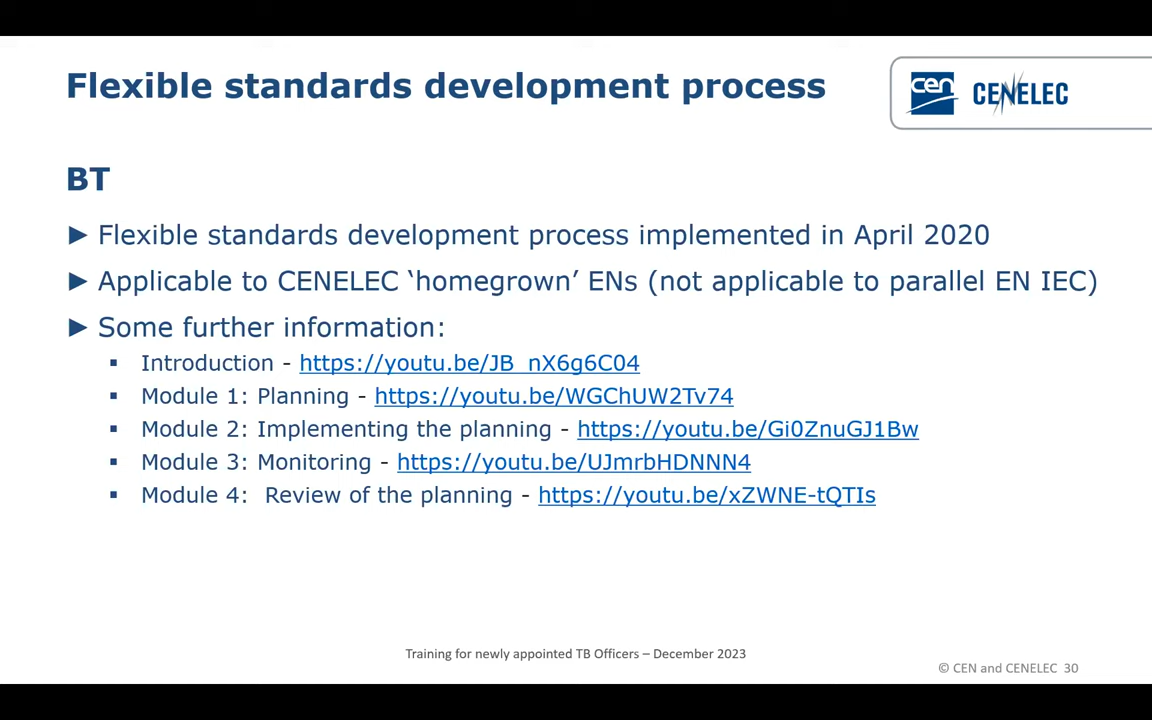 Flexible standards development process
cen CENELEC
BT
► Flexible standards development process implemented in April 2020
► Applicable to CENELEC ‘homegrown’ ENs (not applicable to parallel EN IEC)
► Some further information:
▪ Introduction - https://youtu.be/JB_nX6g6C04
▪ Module 1: Planning - https://youtu.be/WGChUW2Tv74
▪ Module 2: Implementing the planning - https://youtu.be/Gi0ZnuGJ1Bw
▪ Module 3: Monitoring - https://youtu.be/UJmrbHDNNN4
▪ Module 4:  Review of the planning - https://youtu.be/xZWNE-tQTIs
Training for newly appointed TB Officers – December 2023
© CEN and CENELEC 30